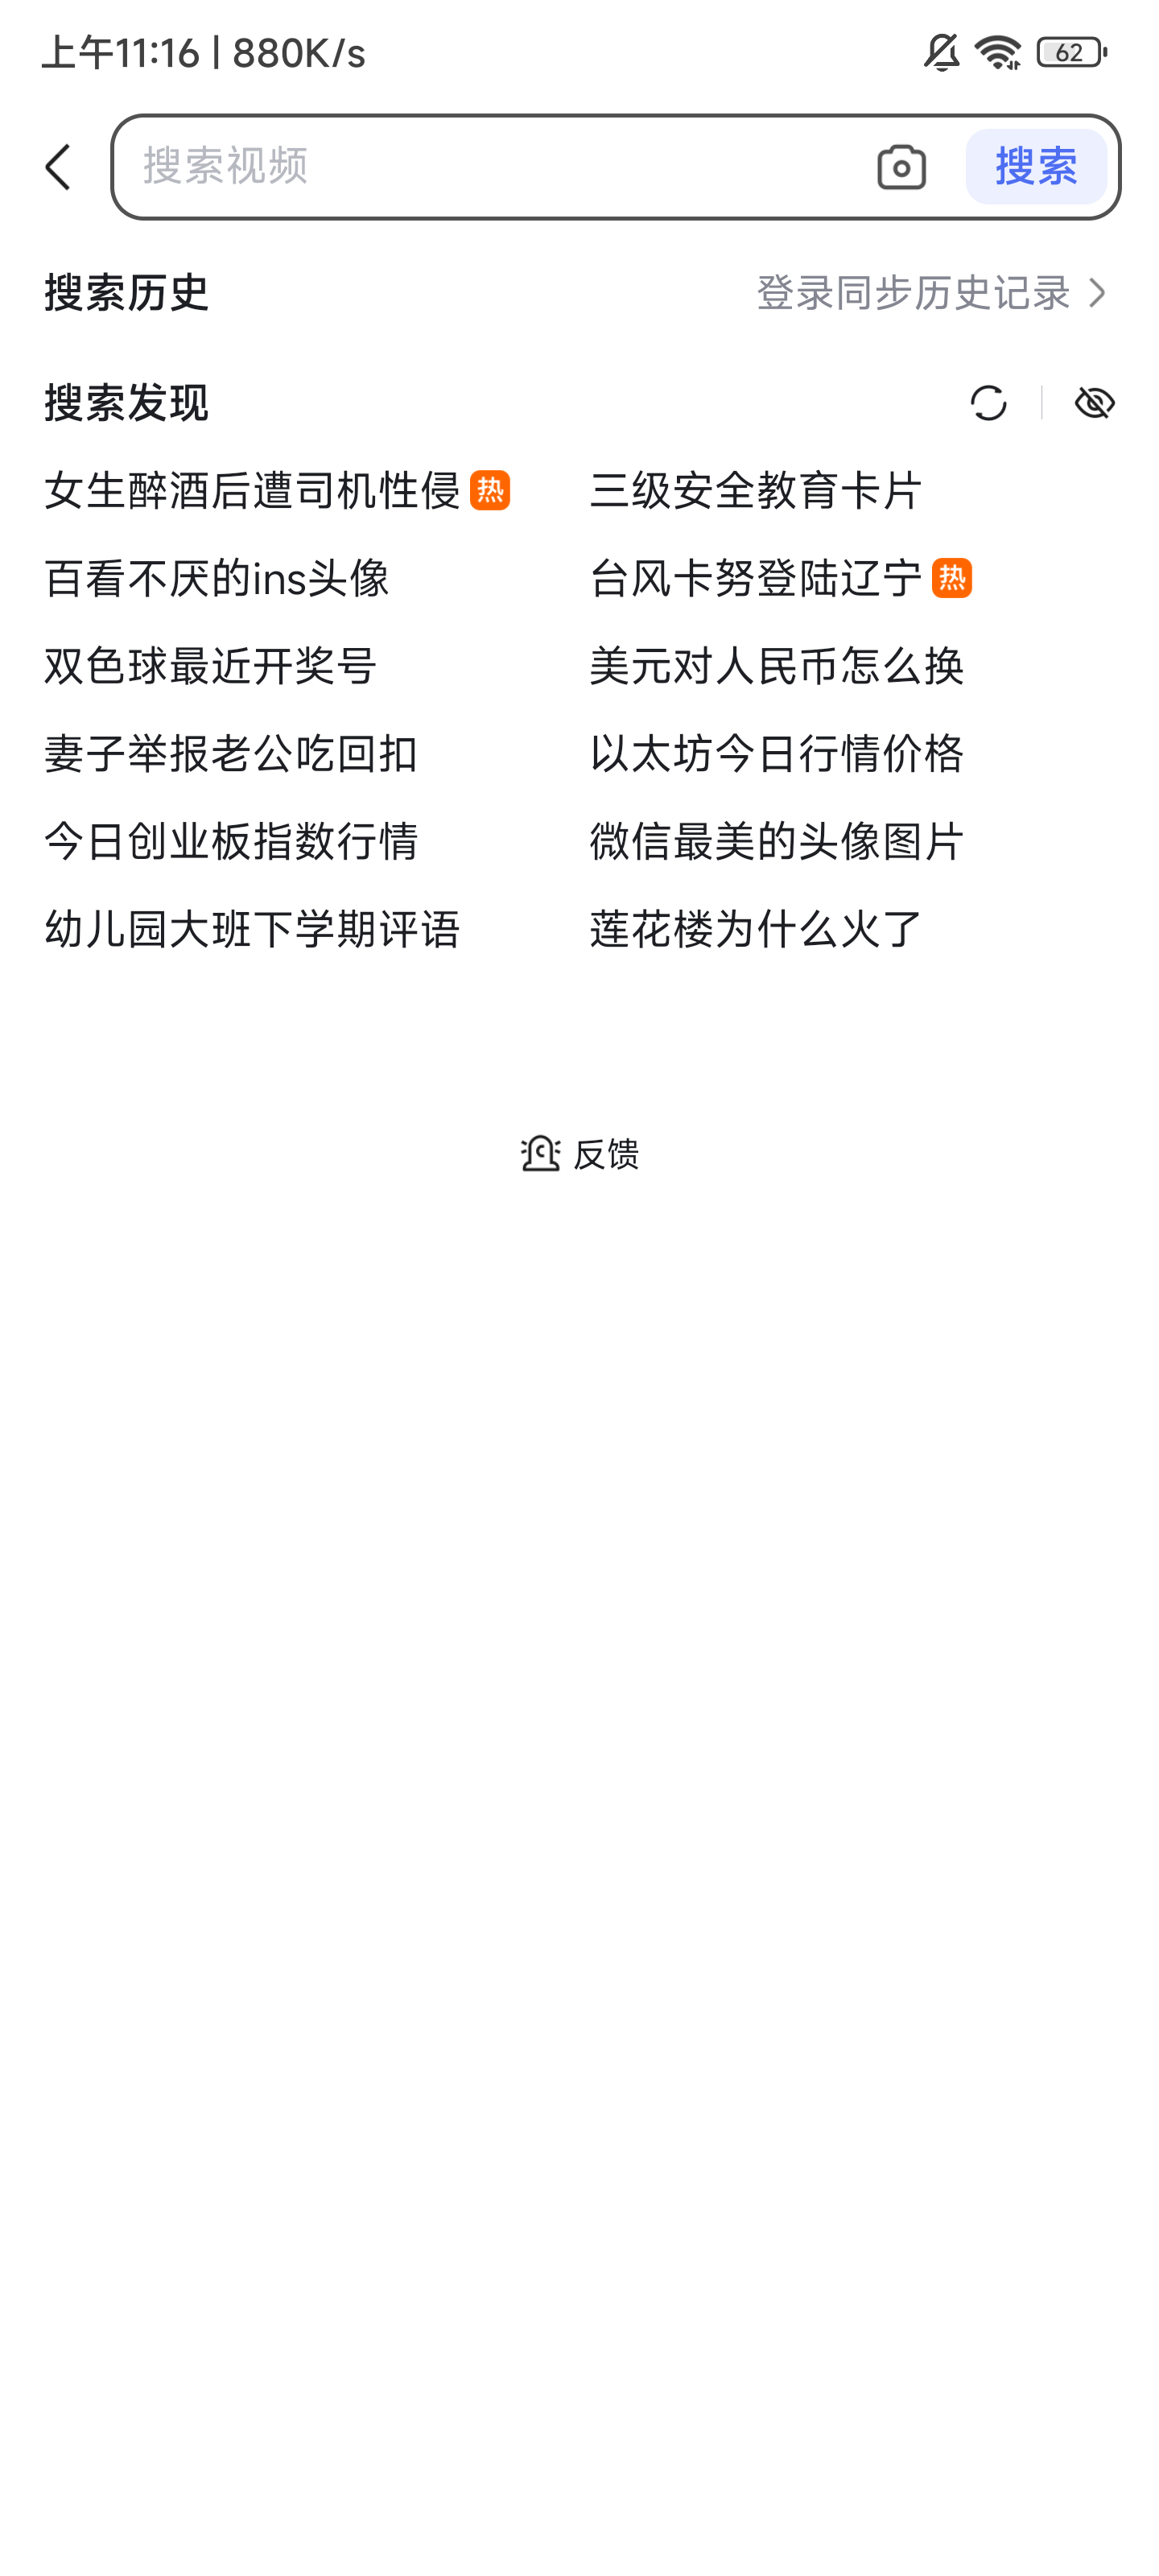 上午11:16 | 880K/s 62
搜索视频 搜索
搜索历史 登录同步历史记录
搜索发现
女生醉酒后遭司机性侵 热 三级安全教育卡片
百看不厌的ins头像 台风卡努登陆辽宁 热
双色球最近开奖号 美元对人民币怎么换
妻子举报老公吃回扣 以太坊今日行情价格
今日创业板指数行情 微信最美的头像图片
幼儿园大班下学期评语 莲花楼为什么火了
反馈